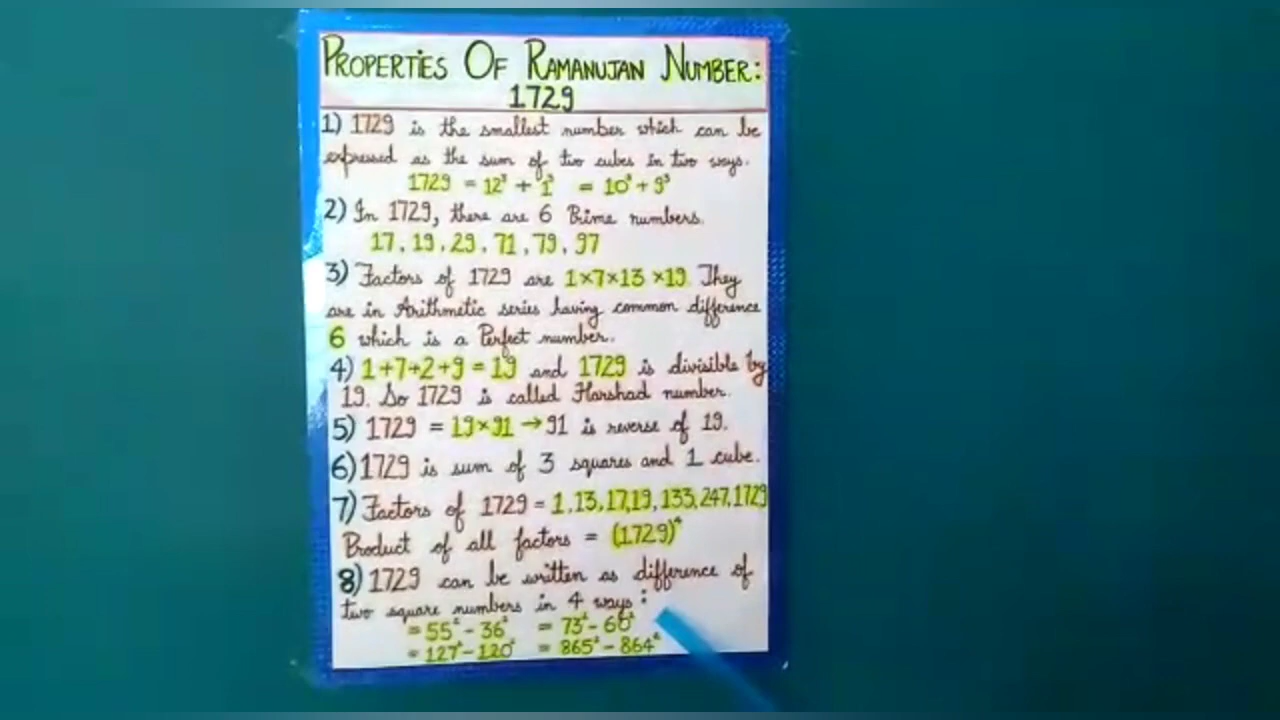 PROPERTIES OF RAMANUJAN NUMBER:
1729
1) 1729 is the smallest number which can be
expressed as the sum of two cubes in two ways.
1729 = 12³ + 1³ = 10³ + 9³
2) In 1729, there are 6 Prime numbers.
17, 19, 29, 71, 79, 97
3) Factors of 1729 are 1×7×13×19. They
are in Arithmetic series having common difference
6 which is a Perfect number.
4) 1+7+2+9 = 19 and 1729 is divisible by
19. So 1729 is called Harshad number.
5) 1729 = 19×91 → 91 is reverse of 19.
6) 1729 is sum of 3 squares and 1 cube.
7) Factors of 1729 = 1,13,17,19,133,247,1729
Product of all factors = (1729)⁴
8) 1729 can be written as difference of
two square numbers in 4 ways:
= 55² - 36² = 73² - 60²
= 127² - 120² = 865² - 864²